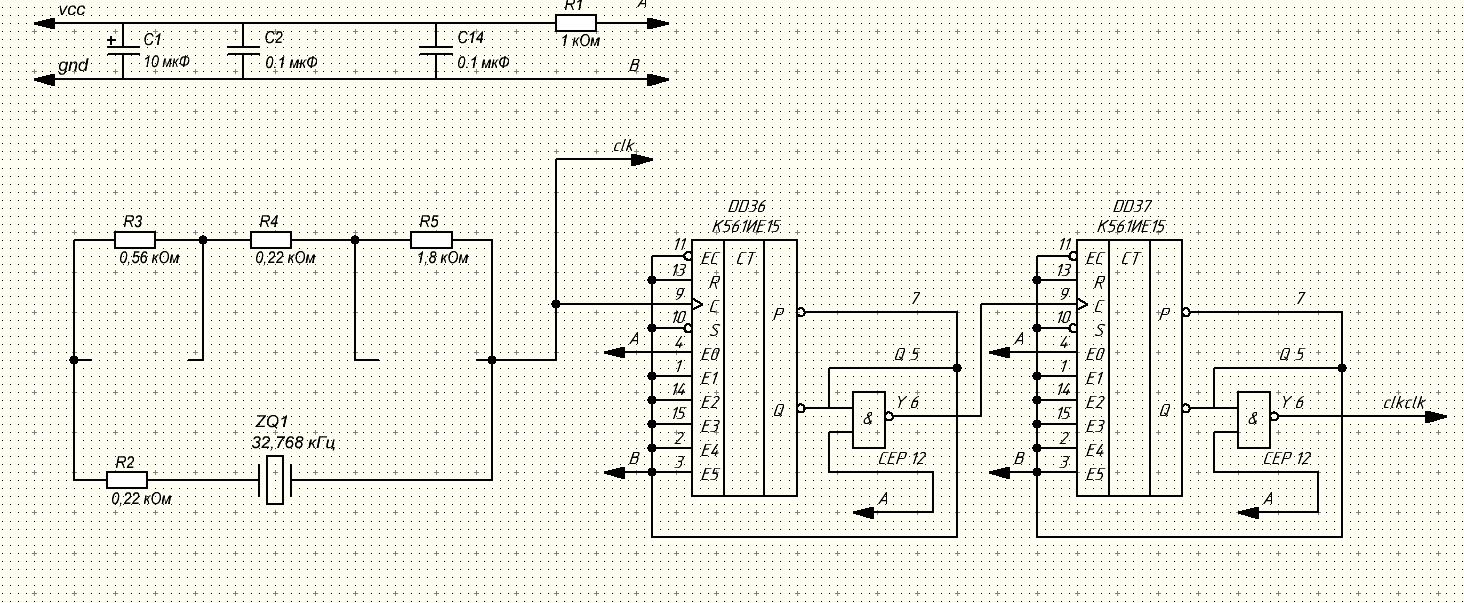 vcc
R1
A
C1
10 мкФ
C2
0.1 мкФ
C14
0.1 мкФ
1 кОм
gnd
B
clk
R3
0,56 кОм
R4
0,22 кОм
R5
1,8 кОм
ZQ1
32,768 кГц
R2
0,22 кОм
DD36
К561ИЕ15
11 EC CT
13 R
9 C
10 S
A 4 E0
1 E1
14 E2
15 E3
2 E4
B 3 E5
P 7
Q 5
Q & Y 6
CEP 12
A
DD37
К561ИЕ15
11 EC CT
13 R
9 C
10 S
A 4 E0
1 E1
14 E2
15 E3
2 E4
B 3 E5
P 7
Q 5
Q & Y 6
clkclk
CEP 12
A